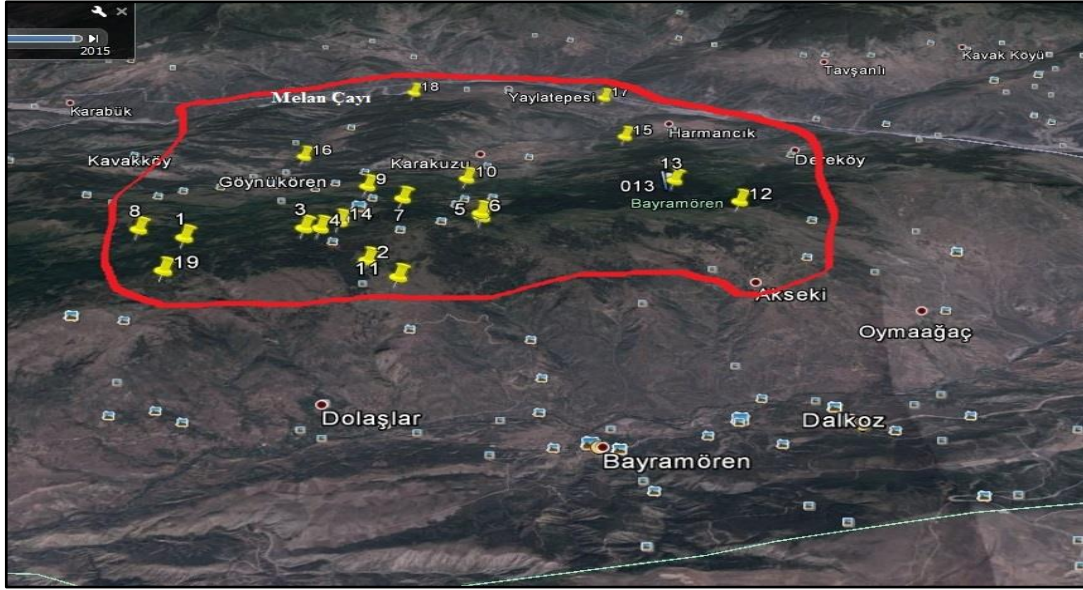 2015
18
Melan Çayı
Yaylatepesi
17
Tavşanlı
Kavak Köyü
Karabük
15
Harmancık
Kavakköy
16
Karakuzu
Dereköy
Göynükören
9
10
13
013
Bayramören
12
8
1
3
4
14
7
5
6
19
2
11
Akseki
Oymaağaç
Dolaşlar
Dalkoz
Bayramören